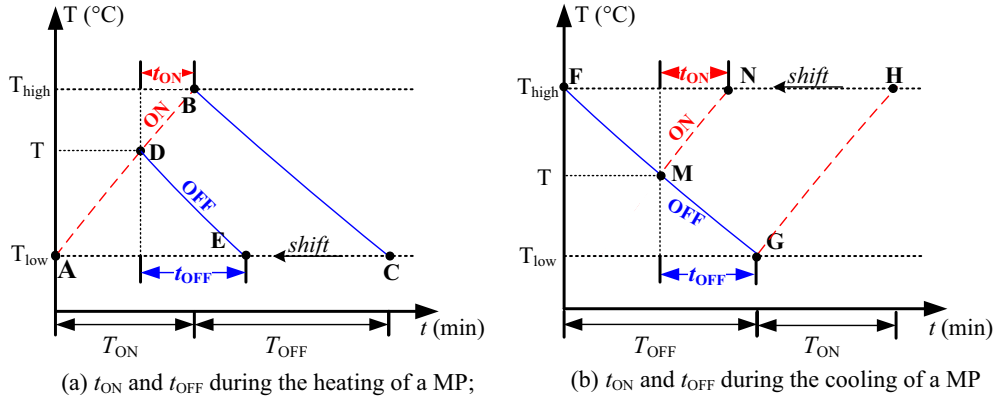 T (°C)
t_ON
T_high
B
ON
T
D
OFF
E
shift
T_low
A
C
t_OFF
t (min)
T_ON
T_OFF
(a) t_ON and t_OFF during the heating of a MP;
T (°C)
F
t_ON
N
shift
H
T_high
ON
T
M
OFF
G
T_low
t_OFF
t (min)
T_OFF
T_ON
(b) t_ON and t_OFF during the cooling of a MP